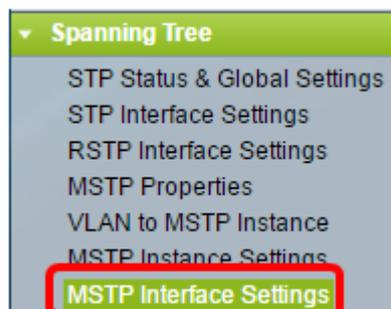 Spanning Tree
STP Status & Global Settings
STP Interface Settings
RSTP Interface Settings
MSTP Properties
VLAN to MSTP Instance
MSTP Instance Settings
MSTP Interface Settings